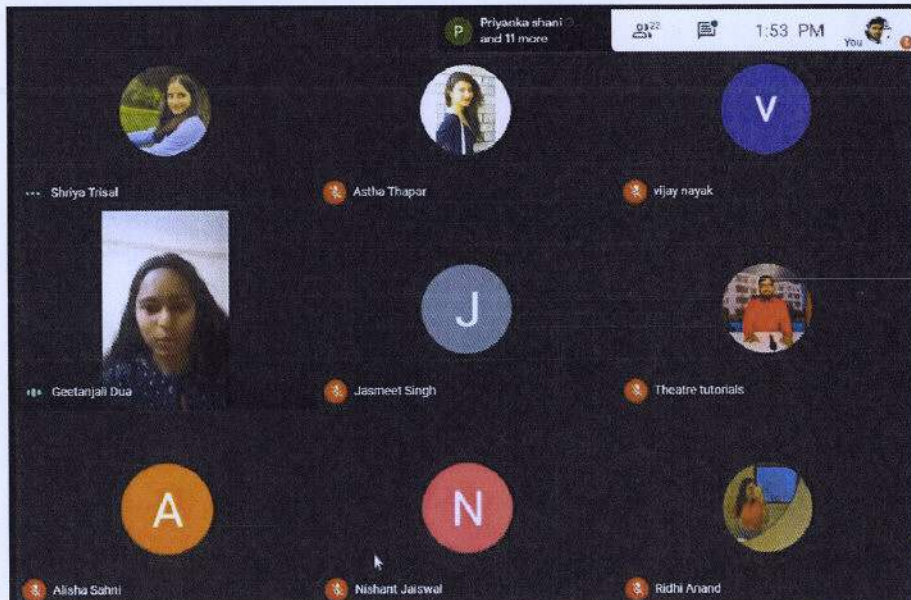 P
Priyanka shani
and 11 more
22
1:53 PM
You
V
Shriya Trisal
Astha Thapar
vijay nayak
J
Geetanjali Dua
Jasmeet Singh
Theatre tutorials
A
N
Alisha Sahni
Nishant Jaiswal
Ridhi Anand